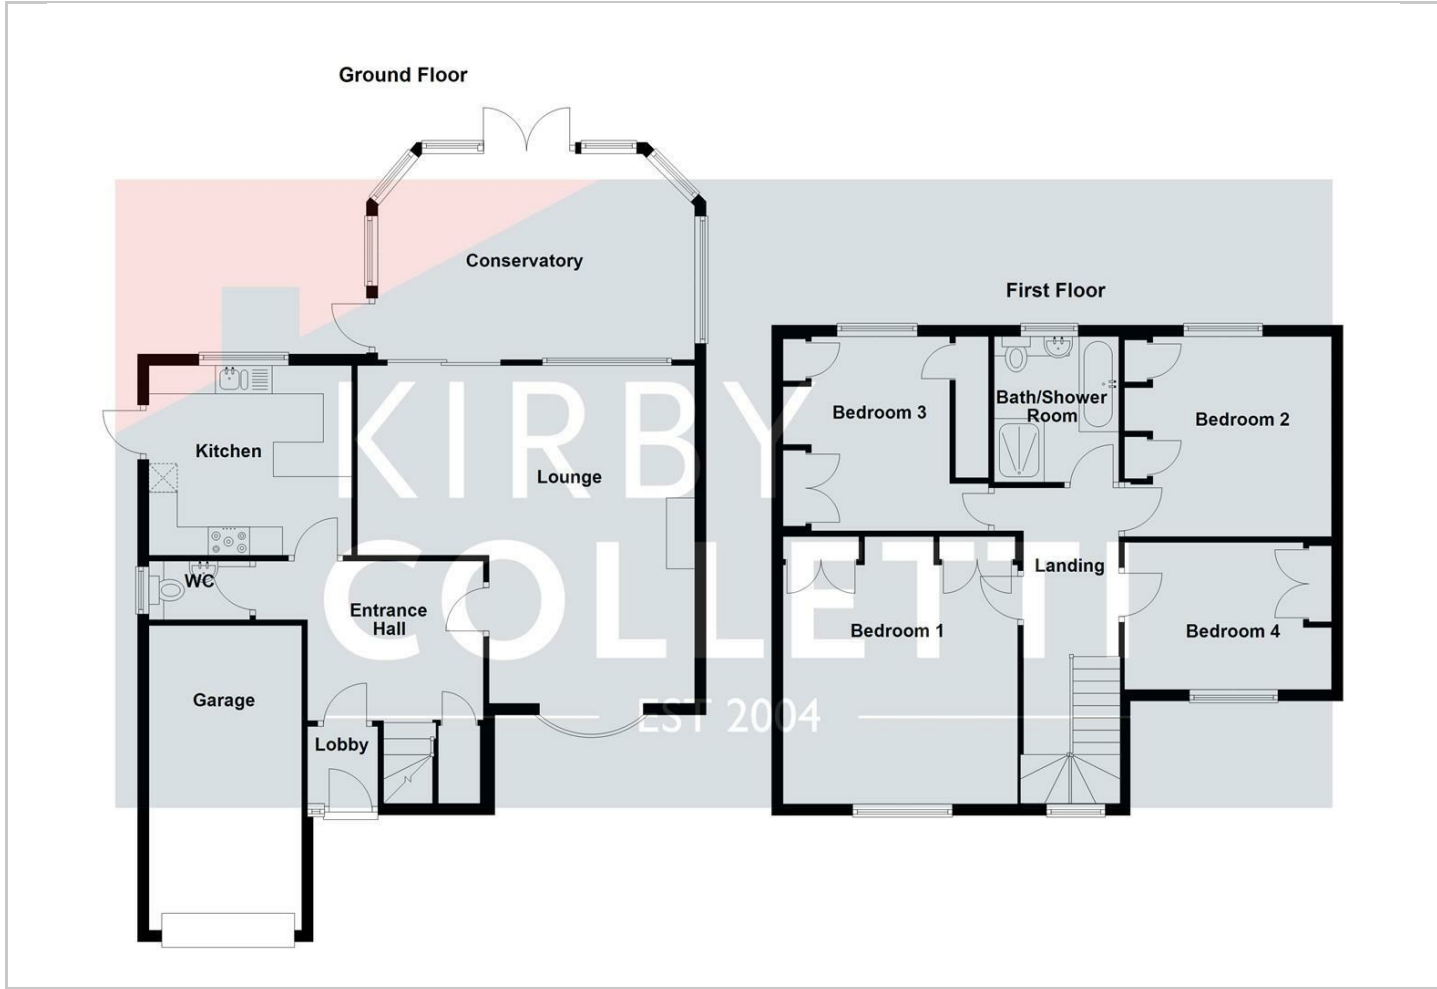 Ground Floor
Conservatory
Kitchen
Lounge
WC
Entrance
Hall
Garage
Lobby
First Floor
Bedroom 3
Bath/Shower
Room
Bedroom 2
Landing
Bedroom 1
Bedroom 4
KIRBY
COLLETTI
EST 2004